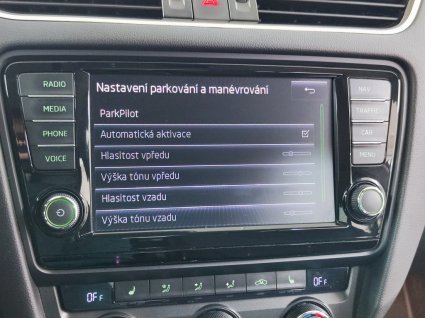 Nastavení parkování a manévrování
ParkPilot
Automatická aktivace
Hlasitost vpředu
Výška tónu vpředu
Hlasitost vzadu
Výška tónu vzadu
RADIO
MEDIA
PHONE
VOICE
NAV
TRAFFIC
CAR
MENU
OFF
OFF